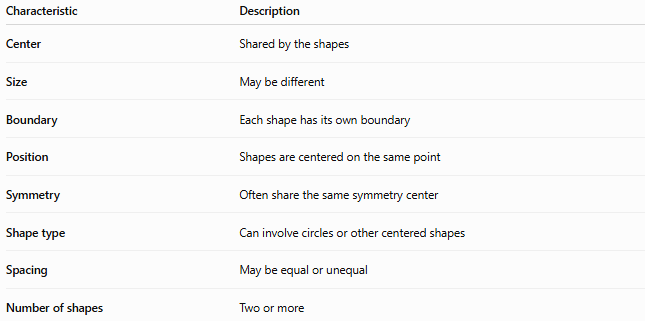 Characteristic Description
Center Shared by the shapes
Size May be different
Boundary Each shape has its own boundary
Position Shapes are centered on the same point
Symmetry Often share the same symmetry center
Shape type Can involve circles or other centered shapes
Spacing May be equal or unequal
Number of shapes Two or more